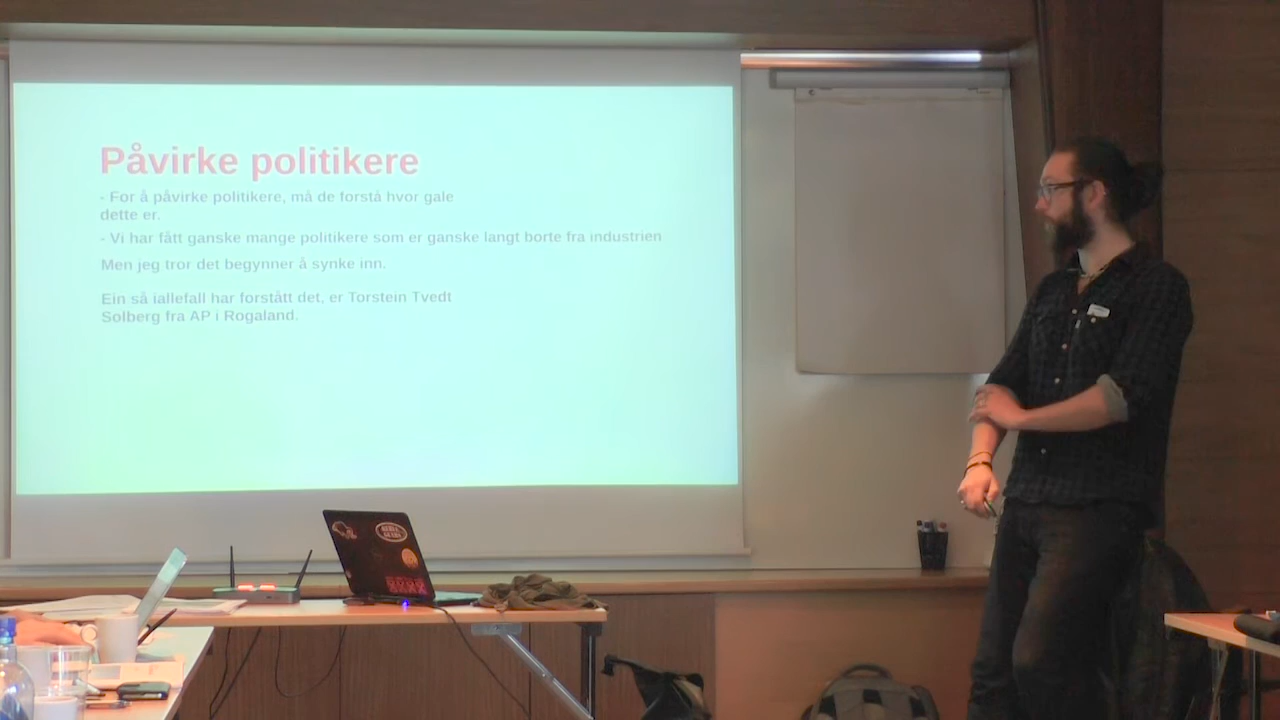 Påvirke politikere
- For å påvirke politikere, må de forstå hvor gale
dette er.
- Vi har fått ganske mange politikere som er ganske langt borte fra industrien
Men jeg tror det begynner å synke inn.
Ein så iallefall har forstått det, er Torstein Tvedt
Solberg fra AP i Rogaland.